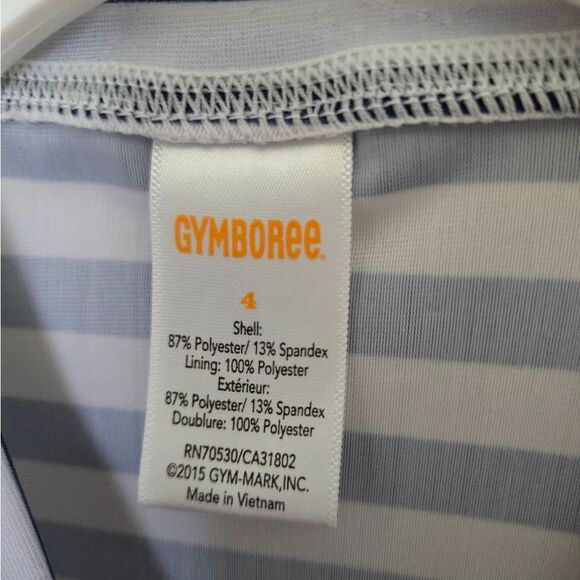 GYMBOREE
4
Shell:
87% Polyester/ 13% Spandex
Lining: 100% Polyester
Extérieur:
87% Polyester/ 13% Spandex
Doublure: 100% Polyester
RN70530/CA31802
©2015 GYM-MARK,INC.
Made in Vietnam